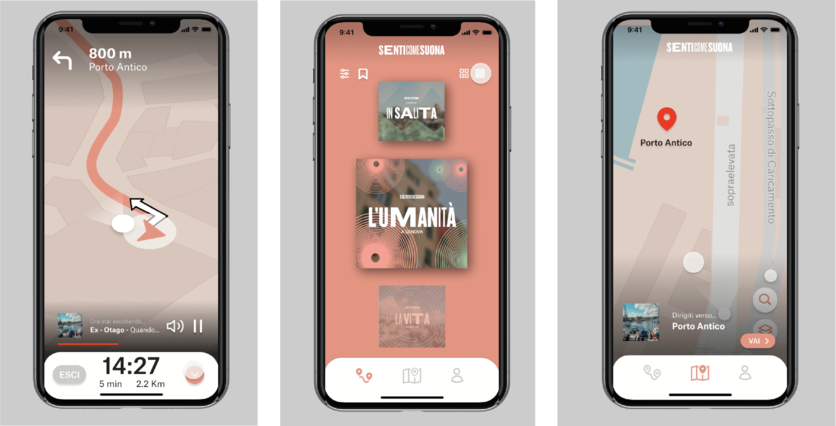 9:41
800 m
Porto Antico
Ora stai ascoltando...
Ex - Otago - Quando...
ESCI
14:27
5 min
2.2 Km
9:41
SENTICOMESUONA
IN SALITA
L'UMANITÀ
A GENOVA
LA VITA
9:41
SENTICOMESUONA
Porto Antico
sopraelevata
Sottopasso di Caricamento
Dirigiti verso...
Porto Antico
VAI